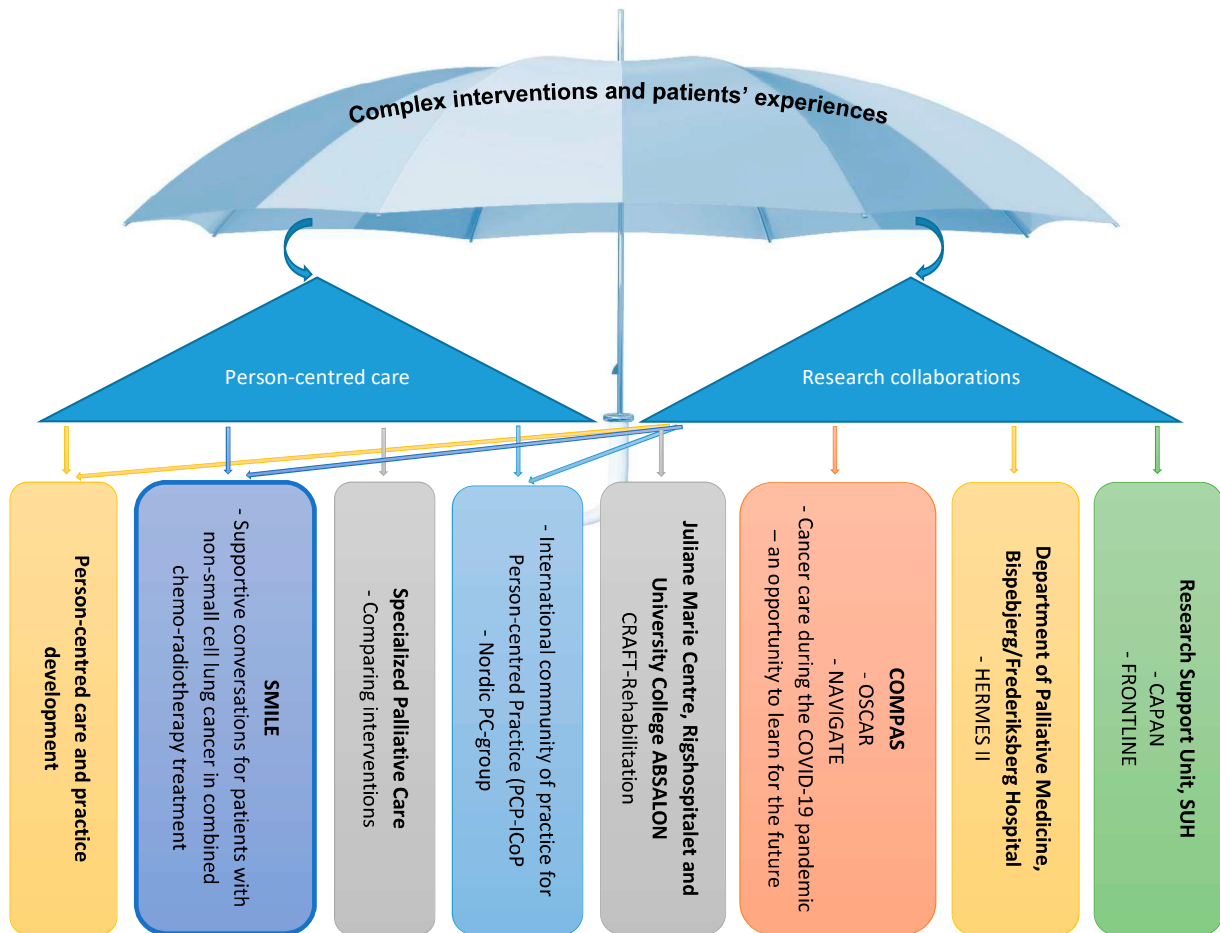 Complex interventions and patients’ experiences
Person-centred care
Research collaborations
Person-centred care and practice
development
SMILE
- Supportive conversations for patients with
non-small cell lung cancer in combined
chemo-radiotherapy treatment
Specialized Palliative Care
- Comparing interventions
- International community of practice for
Person-centred Practice (PCP-ICoP
- Nordic PC-group
Juliane Marie Centre, Rigshospitalet and
University College ABSALON
CRAFT-Rehabilitation
COMPAS
- OSCAR
- NAVIGATE
- Cancer care during the COVID-19 pandemic
– an opportunity to learn for the future
Department of Palliative Medicine,
Bispebjerg/Frederiksberg Hospital
- HERMES II
Research Support Unit, SUH
- CAPAN
- FRONTLINE